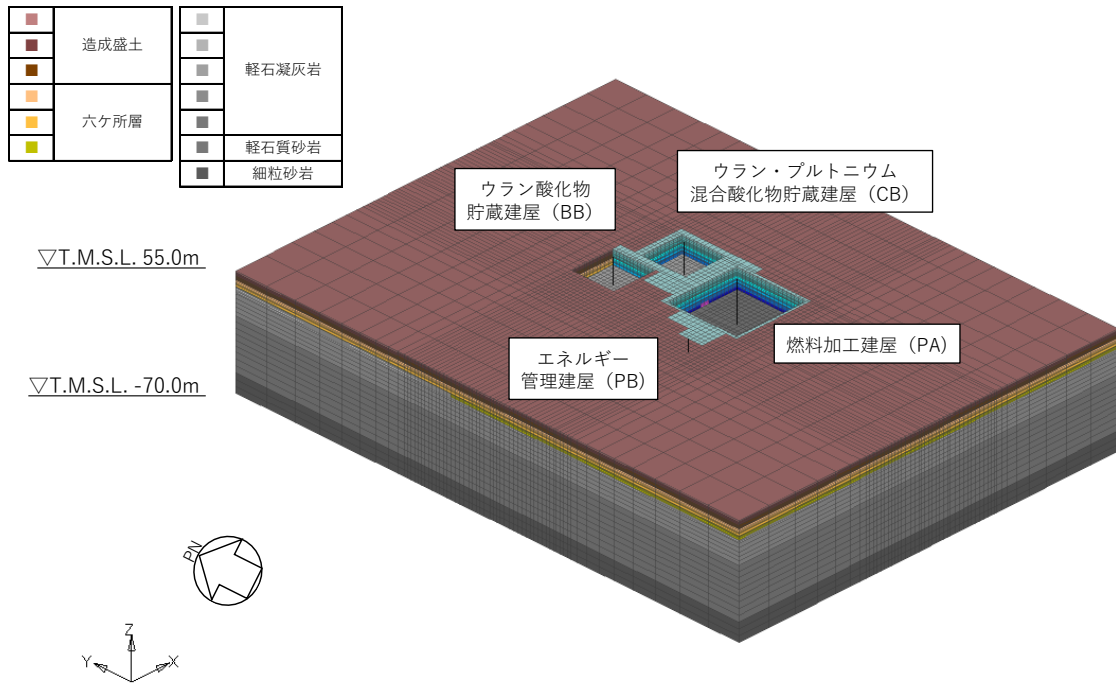 造成盛土
六ケ所層
軽石凝灰岩
軽石質砂岩
細粒砂岩
ウラン酸化物
貯蔵建屋（BB）
ウラン・プルトニウム
混合酸化物貯蔵建屋（CB）
▽T.M.S.L. 55.0m
エネルギー
管理建屋（PB）
燃料加工建屋（PA）
▽T.M.S.L. -70.0m
PN
Z
Y
X